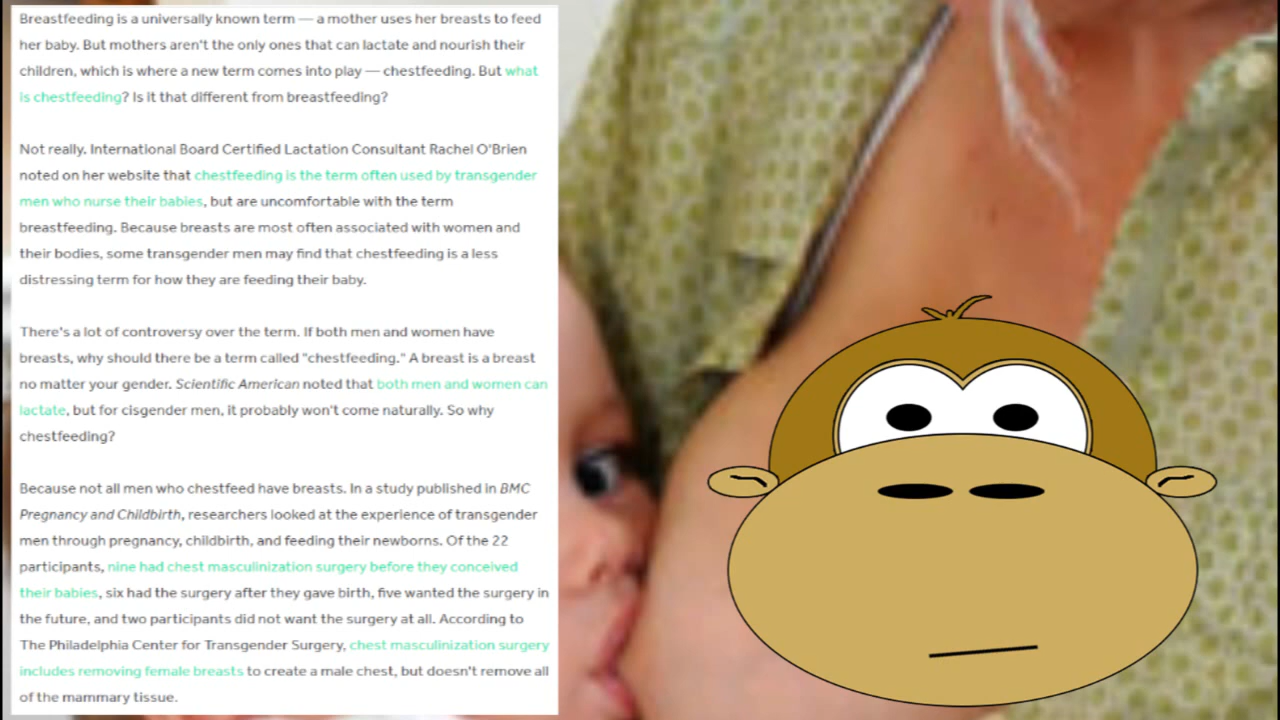 Breastfeeding is a universally known term — a mother uses her breasts to feed
her baby. But mothers aren't the only ones that can lactate and nourish their
children, which is where a new term comes into play — chestfeeding. But what
is chestfeeding? Is it that different from breastfeeding?
Not really. International Board Certified Lactation Consultant Rachel O'Brien
noted on her website that chestfeeding is the term often used by transgender
men who nurse their babies, but are uncomfortable with the term
breastfeeding. Because breasts are most often associated with women and
their bodies, some transgender men may find that chestfeeding is a less
distressing term for how they are feeding their baby.
There's a lot of controversy over the term. If both men and women have
breasts, why should there be a term called "chestfeeding." A breast is a breast
no matter your gender. Scientific American noted that both men and women can
lactate, but for cisgender men, it probably won't come naturally. So why
chestfeeding?
Because not all men who chestfeed have breasts. In a study published in BMC
Pregnancy and Childbirth, researchers looked at the experience of transgender
men through pregnancy, childbirth, and feeding their newborns. Of the 22
participants, nine had chest masculinization surgery before they conceived
their babies, six had the surgery after they gave birth, five wanted the surgery in
the future, and two participants did not want the surgery at all. According to
The Philadelphia Center for Transgender Surgery, chest masculinization surgery
includes removing female breasts to create a male chest, but doesn't remove all
of the mammary tissue.